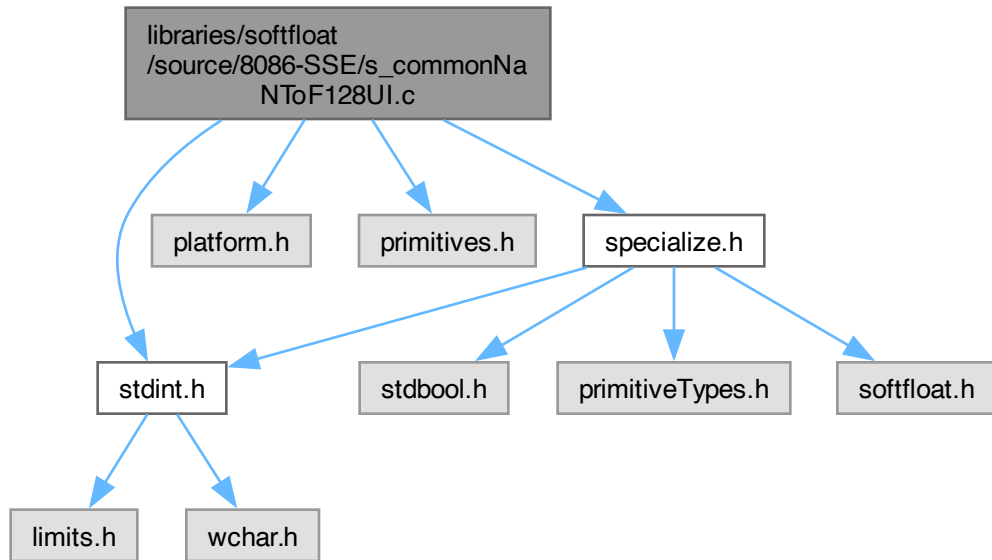 libraries/softfloat
/source/8086-SSE/s_commonNa
NToF128UI.c
platform.h
primitives.h
specialize.h
stdint.h
stdbool.h
primitiveTypes.h
softfloat.h
limits.h
wchar.h